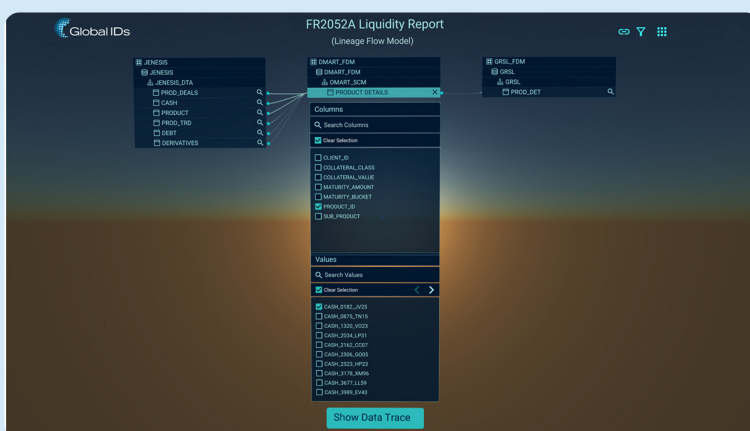 Global IDs
FR2052A Liquidity Report
(Lineage Flow Model)
JENESIS
JENESIS
JENESIS_DTA
PROD_DEALS
CASH
PRODUCT
PROD_TRD
DEBT
DERIVATIVES
DMART_FDM
DMART_FDM
DMART_SCM
PRODUCT DETAILS
GRSL_FDM
GRSL
GRSL
PROD_DET
Columns
Search Columns
Clear Selection
CLIENT_ID
COLLATERAL_CLASS
COLLATERAL_VALUE
MATURITY_AMOUNT
MATURITY_BUCKET
PRODUCT_ID
SUB_PRODUCT
Values
Search Values
Clear Selection
CASH_0182_JV25
CASH_0875_TN15
CASH_1320_VO23
CASH_2034_LP31
CASH_2162_CC07
CASH_2506_GO05
CASH_2523_HP23
CASH_3178_XM96
CASH_3677_LL59
CASH_3989_EV43
Show Data Trace